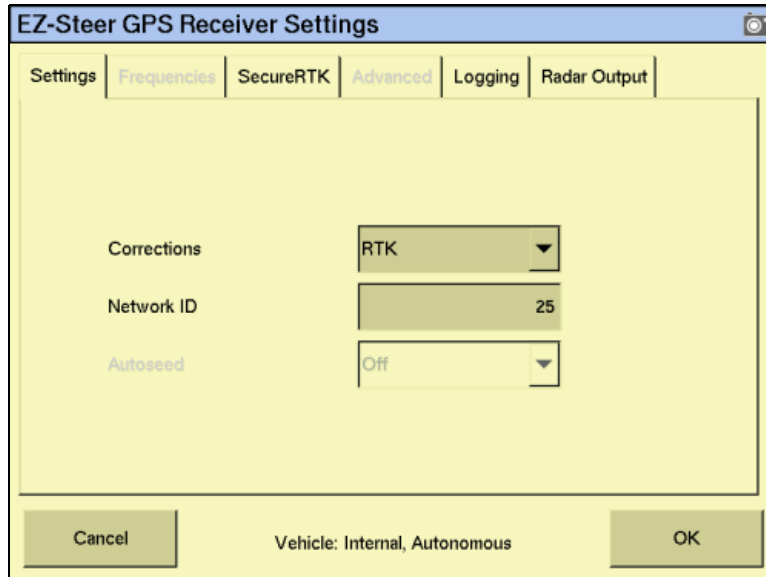 EZ-Steer GPS Receiver Settings
Settings Frequencies SecureRTK Advanced Logging Radar Output
Corrections RTK
Network ID 25
Autoseed Off
Cancel Vehicle: Internal, Autonomous OK